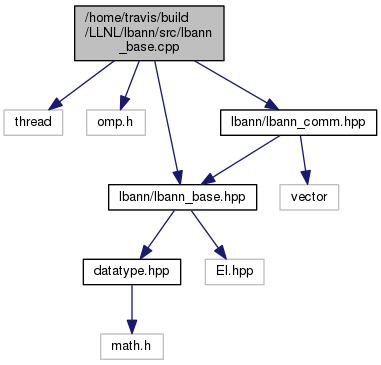 /home/travis/build
/LLNL/lbann/src/lbann
_base.cpp
thread
omp.h
lbann/lbann_comm.hpp
lbann/lbann_base.hpp
vector
datatype.hpp
El.hpp
math.h